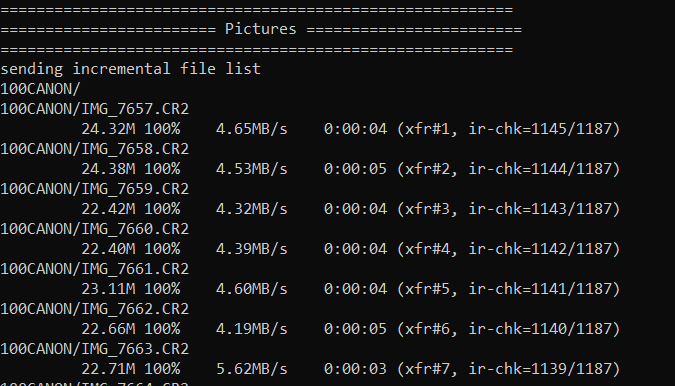 =========================================================
======================== Pictures ========================
=========================================================
sending incremental file list
100CANON/
100CANON/IMG_7657.CR2
         24.32M 100%    4.65MB/s    0:00:04 (xfr#1, ir-chk=1145/1187)
100CANON/IMG_7658.CR2
         24.38M 100%    4.53MB/s    0:00:05 (xfr#2, ir-chk=1144/1187)
100CANON/IMG_7659.CR2
         22.42M 100%    4.32MB/s    0:00:04 (xfr#3, ir-chk=1143/1187)
100CANON/IMG_7660.CR2
         22.40M 100%    4.39MB/s    0:00:04 (xfr#4, ir-chk=1142/1187)
100CANON/IMG_7661.CR2
         23.11M 100%    4.60MB/s    0:00:04 (xfr#5, ir-chk=1141/1187)
100CANON/IMG_7662.CR2
         22.66M 100%    4.19MB/s    0:00:05 (xfr#6, ir-chk=1140/1187)
100CANON/IMG_7663.CR2
         22.71M 100%    5.62MB/s    0:00:03 (xfr#7, ir-chk=1139/1187)
100CANON/IMG_7664.CR2